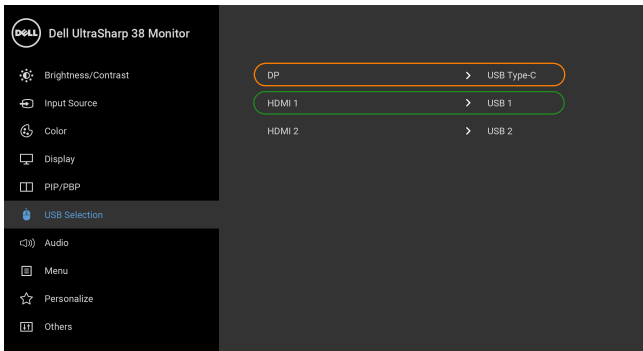 DELL Dell UltraSharp 38 Monitor
Brightness/Contrast
Input Source
Color
Display
PIP/PBP
USB Selection
Audio
Menu
Personalize
Others
DP > USB Type-C
HDMI 1 > USB 1
HDMI 2 > USB 2